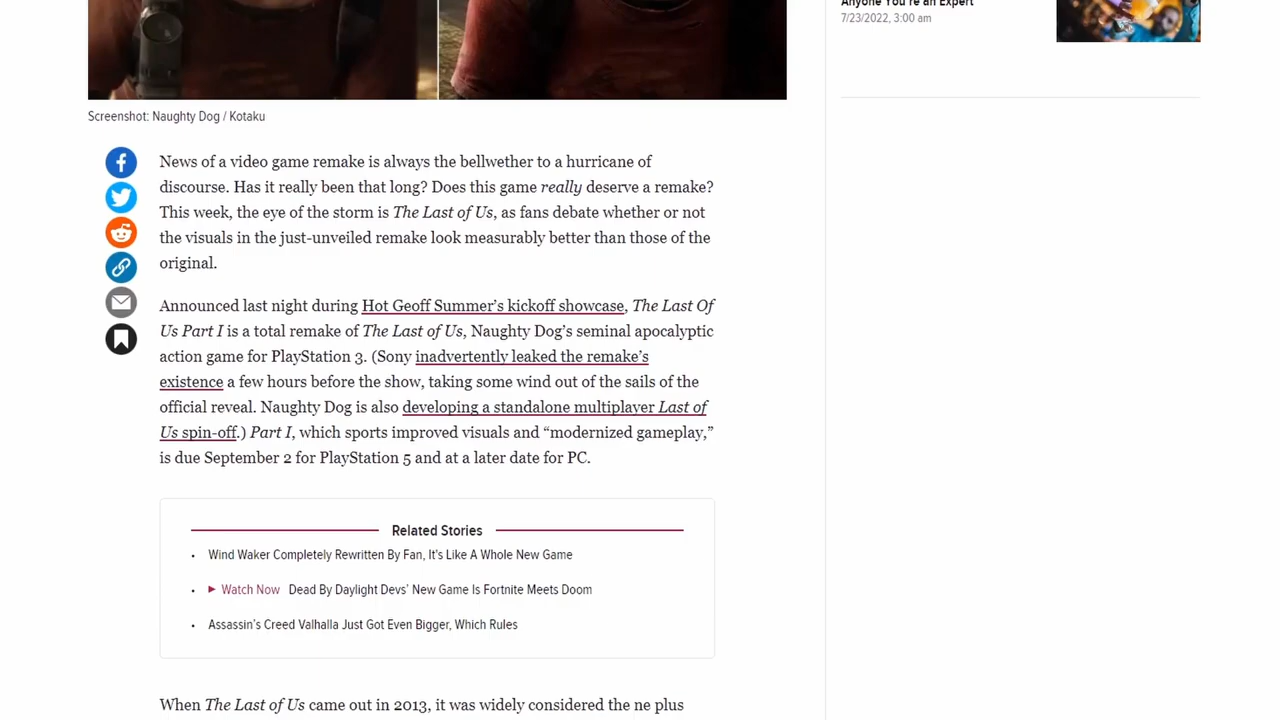 Anyone You're an Expert
7/23/2022, 3:00 am
Screenshot: Naughty Dog / Kotaku
News of a video game remake is always the bellwether to a hurricane of
discourse. Has it really been that long? Does this game really deserve a remake?
This week, the eye of the storm is The Last of Us, as fans debate whether or not
the visuals in the just-unveiled remake look measurably better than those of the
original.
Announced last night during Hot Geoff Summer’s kickoff showcase, The Last Of
Us Part I is a total remake of The Last of Us, Naughty Dog’s seminal apocalyptic
action game for PlayStation 3. (Sony inadvertently leaked the remake’s
existence a few hours before the show, taking some wind out of the sails of the
official reveal. Naughty Dog is also developing a standalone multiplayer Last of
Us spin-off.) Part I, which sports improved visuals and “modernized gameplay,”
is due September 2 for PlayStation 5 and at a later date for PC.
Related Stories
• Wind Waker Completely Rewritten By Fan, It's Like A Whole New Game
• Watch Now Dead By Daylight Devs’ New Game Is Fortnite Meets Doom
• Assassin’s Creed Valhalla Just Got Even Bigger, Which Rules
When The Last of Us came out in 2013, it was widely considered the ne plus